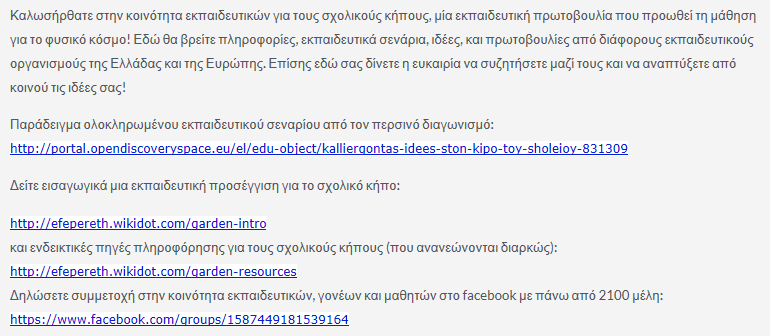 Καλωσήρθατε στην κοινότητα εκπαιδευτικών για τους σχολικούς κήπους, μία εκπαιδευτική πρωτοβουλία που προωθεί τη μάθηση
για το φυσικό κόσμο! Εδώ θα βρείτε πληροφορίες, εκπαιδευτικά σενάρια, ιδέες, και πρωτοβουλίες από διάφορους εκπαιδευτικούς
οργανισμούς της Ελλάδας και της Ευρώπης. Επίσης εδώ σας δίνετε η ευκαιρία να συζητήσετε μαζί τους και να αναπτύξετε από
κοινού τις ιδέες σας!
Παράδειγμα ολοκληρωμένου εκπαιδευτικού σεναρίου από τον περσινό διαγωνισμό:
http://portal.opendiscoveryspace.eu/el/edu-object/kalliergontas-idees-ston-kipo-toy-sholeioy-831309
Δείτε εισαγωγικά μια εκπαιδευτική προσέγγιση για το σχολικό κήπο:
http://efepereth.wikidot.com/garden-intro
και ενδεικτικές πηγές πληροφόρησης για τους σχολικούς κήπους (που ανανεώνονται διαρκώς):
http://efepereth.wikidot.com/garden-resources
Δηλώσετε συμμετοχή στην κοινότητα εκπαιδευτικών, γονέων και μαθητών στο facebook με πάνω από 2100 μέλη:
https://www.facebook.com/groups/1587449181539164